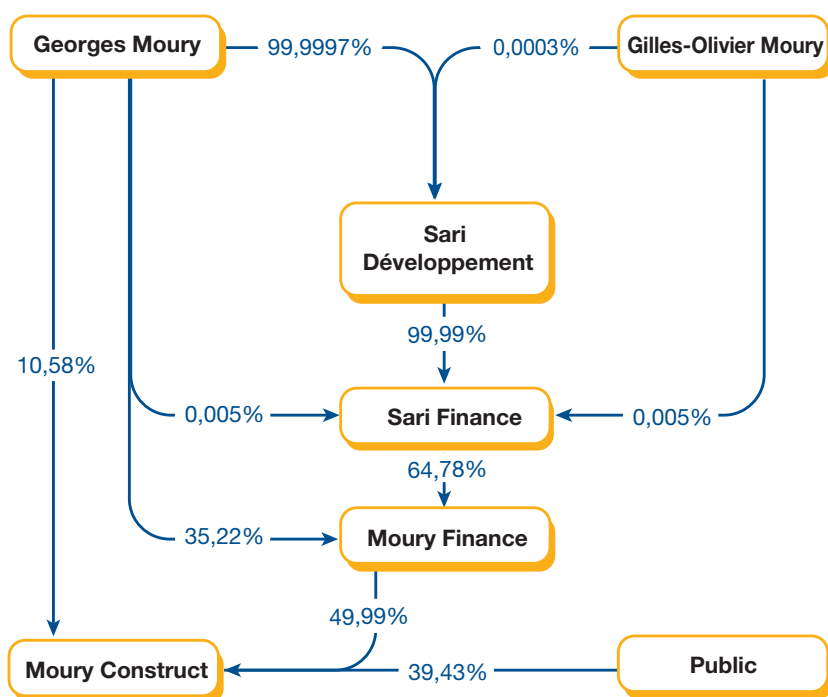 Georges Moury
99,9997%
0,0003%
Gilles-Olivier Moury
Sari
Développement
99,99%
10,58%
0,005%
Sari Finance
0,005%
64,78%
35,22%
Moury Finance
49,99%
Moury Construct
39,43%
Public